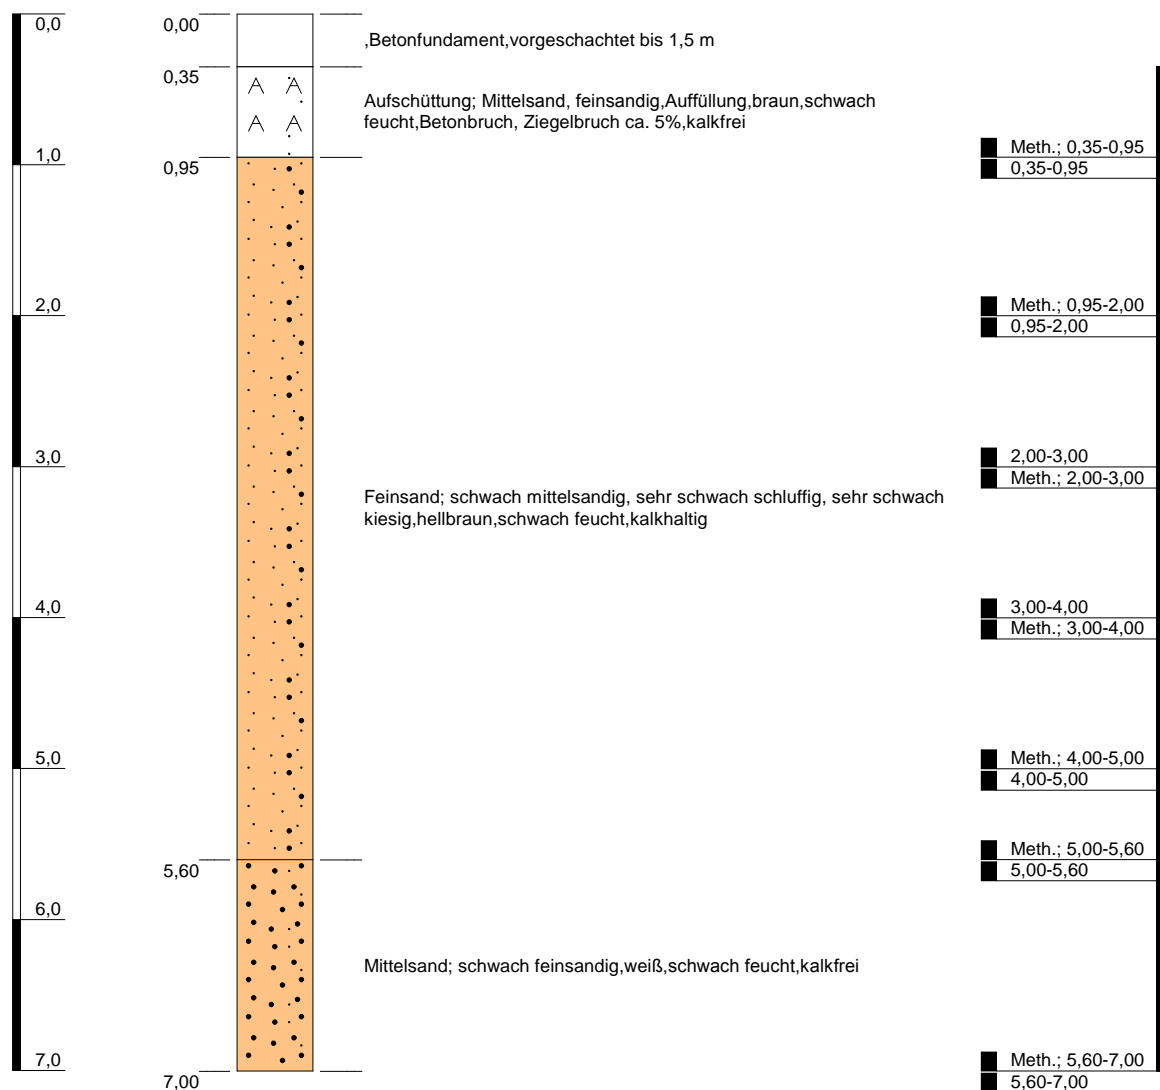 0,0
0,00
,Betonfundament,vorgeschachtet bis 1,5 m
0,35
Aufschüttung; Mittelsand, feinsandig,Auffüllung,braun,schwach
feucht,Betonbruch, Ziegelbruch ca. 5%,kalkfrei
Meth.; 0,35-0,95
1,0
0,95
0,35-0,95
2,0
Meth.; 0,95-2,00
0,95-2,00
3,0
2,00-3,00
Meth.; 2,00-3,00
Feinsand; schwach mittelsandig, sehr schwach schluffig, sehr schwach
kiesig,hellbraun,schwach feucht,kalkhaltig
4,0
3,00-4,00
Meth.; 3,00-4,00
5,0
Meth.; 4,00-5,00
4,00-5,00
Meth.; 5,00-5,60
5,60
5,00-5,60
6,0
Mittelsand; schwach feinsandig,weiß,schwach feucht,kalkfrei
7,0
Meth.; 5,60-7,00
7,00
5,60-7,00